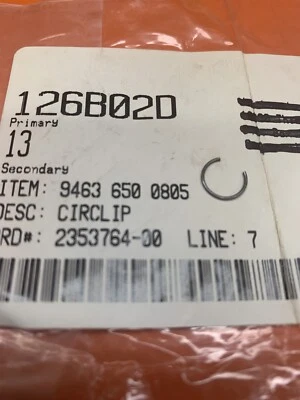 126B02D
Primary
13
Secondary
ITEM: 9463 650 0805
DESC: CIRCLIP
ORD#: 2353764-00 LINE: 7